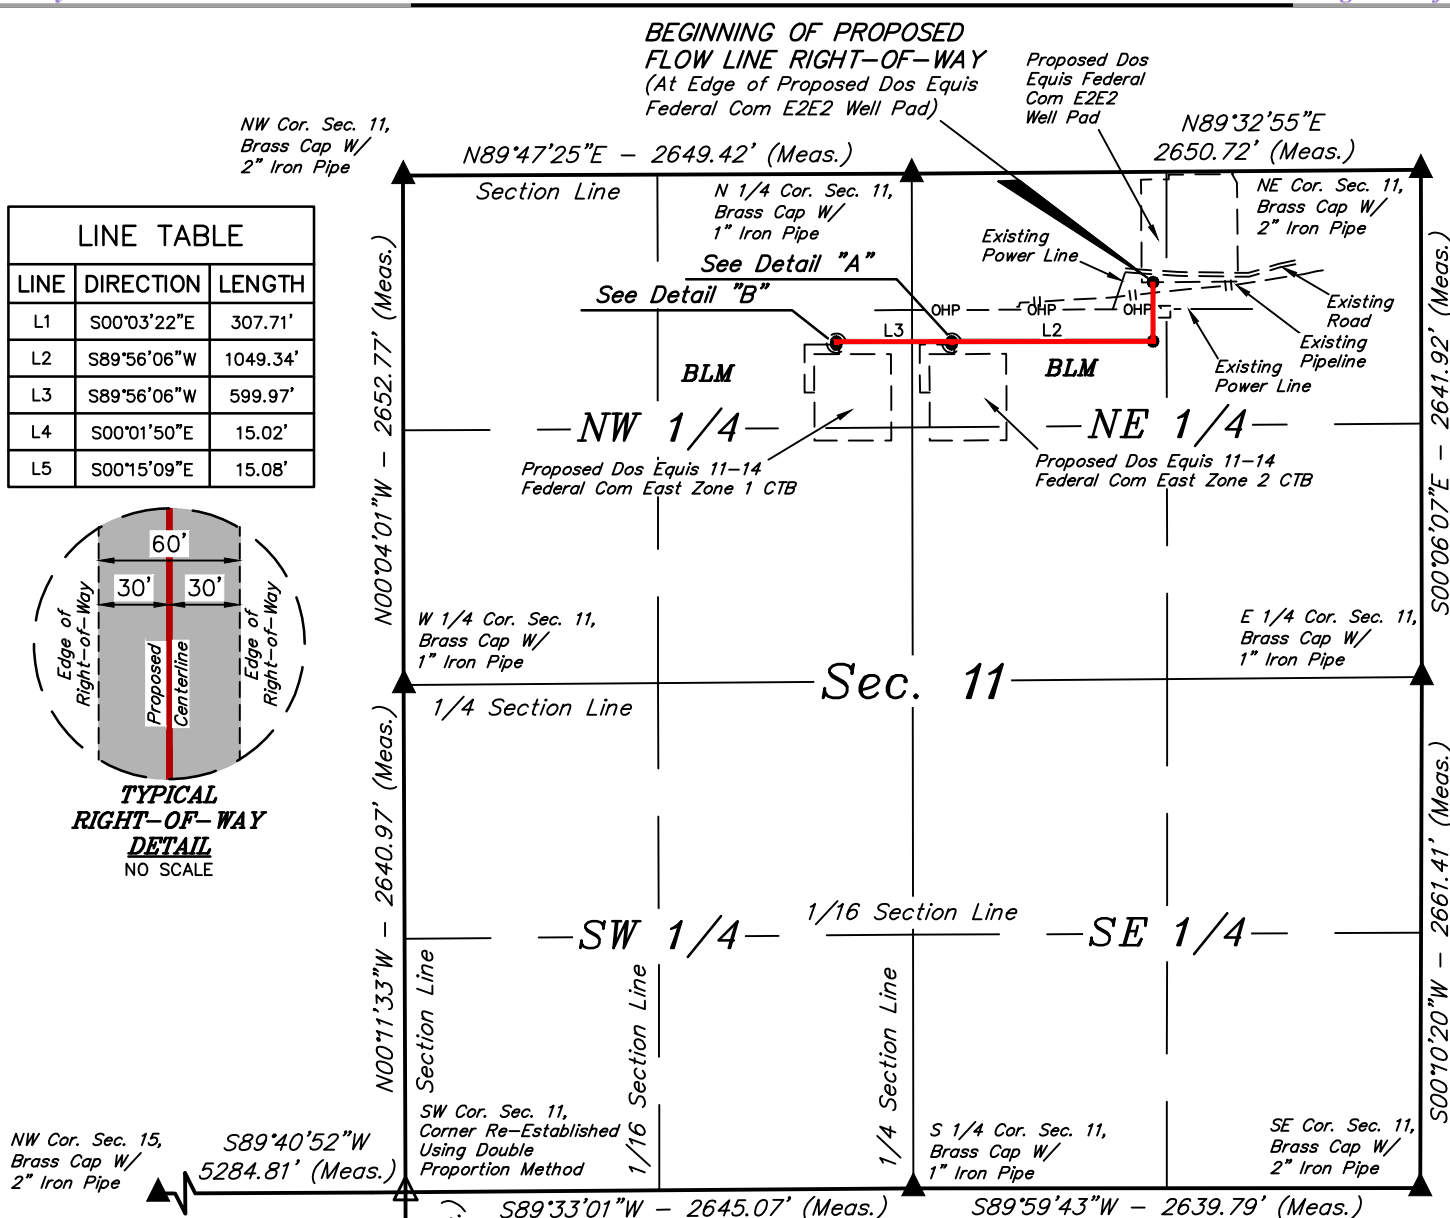 BEGINNING OF PROPOSED
FLOW LINE RIGHT-OF-WAY
(At Edge of Proposed Dos Equis
Federal Com E2E2 Well Pad)
Proposed Dos
Equis Federal
Com E2E2
Well Pad
NW Cor. Sec. 11,
Brass Cap W/
2" Iron Pipe
N89°47'25"E - 2649.42' (Meas.)
N89°32'55"E
2650.72' (Meas.)
Section Line
N 1/4 Cor. Sec. 11,
Brass Cap W/
1" Iron Pipe
NE Cor. Sec. 11,
Brass Cap W/
2" Iron Pipe
LINE TABLE
LINE DIRECTION LENGTH
L1 S00°03'22"E 307.71'
L2 S89°56'06"W 1049.34'
L3 S89°56'06"W 599.97'
L4 S00°01'50"E 15.02'
L5 S00°15'09"E 15.08'
See Detail "A"
See Detail "B"
Existing
Power Line
OHP
OHP
OHP
L3
L2
Existing
Road
Existing
Pipeline
Existing
Power Line
BLM
BLM
NW 1/4
NE 1/4
Proposed Dos Equis 11-14
Federal Com East Zone 1 CTB
Proposed Dos Equis 11-14
Federal Com East Zone 2 CTB
N00°04'01"W - 2652.77' (Meas.)
S00°06'07"E - 2641.92' (Meas.)
60'
30'
30'
Edge of
Right-of-Way
Proposed
Centerline
Edge of
Right-of-Way
TYPICAL
RIGHT-OF-WAY
DETAIL
NO SCALE
W 1/4 Cor. Sec. 11,
Brass Cap W/
1" Iron Pipe
E 1/4 Cor. Sec. 11,
Brass Cap W/
1" Iron Pipe
Sec. 11
1/4 Section Line
N00°11'33"W - 2640.97' (Meas.)
S00°10'20"W - 2661.41' (Meas.)
SW 1/4
1/16 Section Line
SE 1/4
Section Line
1/16 Section Line
1/4 Section Line
SW Cor. Sec. 11,
Corner Re-Established
Using Double
Proportion Method
S 1/4 Cor. Sec. 11,
Brass Cap W/
1" Iron Pipe
SE Cor. Sec. 11,
Brass Cap W/
2" Iron Pipe
NW Cor. Sec. 15,
Brass Cap W/
2" Iron Pipe
S89°40'52"W
5284.81' (Meas.)
S89°33'01"W - 2645.07' (Meas.)
S89°59'43"W - 2639.79' (Meas.)